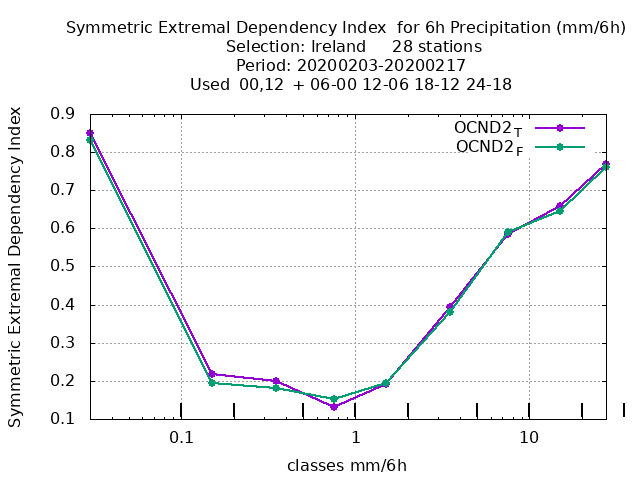 Symmetric Extremal Dependency Index  for 6h Precipitation (mm/6h)
Selection: Ireland     28 stations
Period: 20200203-20200217
Used  00,12  + 06-00 12-06 18-12 24-18
Symmetric Extremal Dependency Index
0.9
0.8
0.7
0.6
0.5
0.4
0.3
0.2
0.1
OCND2T
OCND2F
0.1
1
10
classes mm/6h